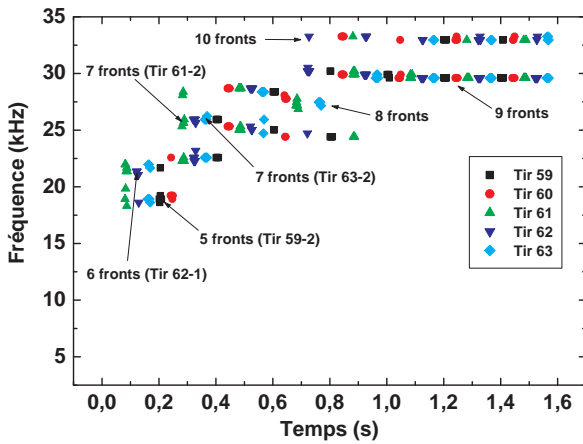 35
30
25
20
15
10
5
Fréquence (kHz)
0,0 0,2 0,4 0,6 0,8 1,0 1,2 1,4 1,6
Temps (s)
10 fronts
7 fronts (Tir 61-2)
8 fronts
9 fronts
7 fronts (Tir 63-2)
5 fronts (Tir 59-2)
6 fronts (Tir 62-1)
Tir 59
Tir 60
Tir 61
Tir 62
Tir 63